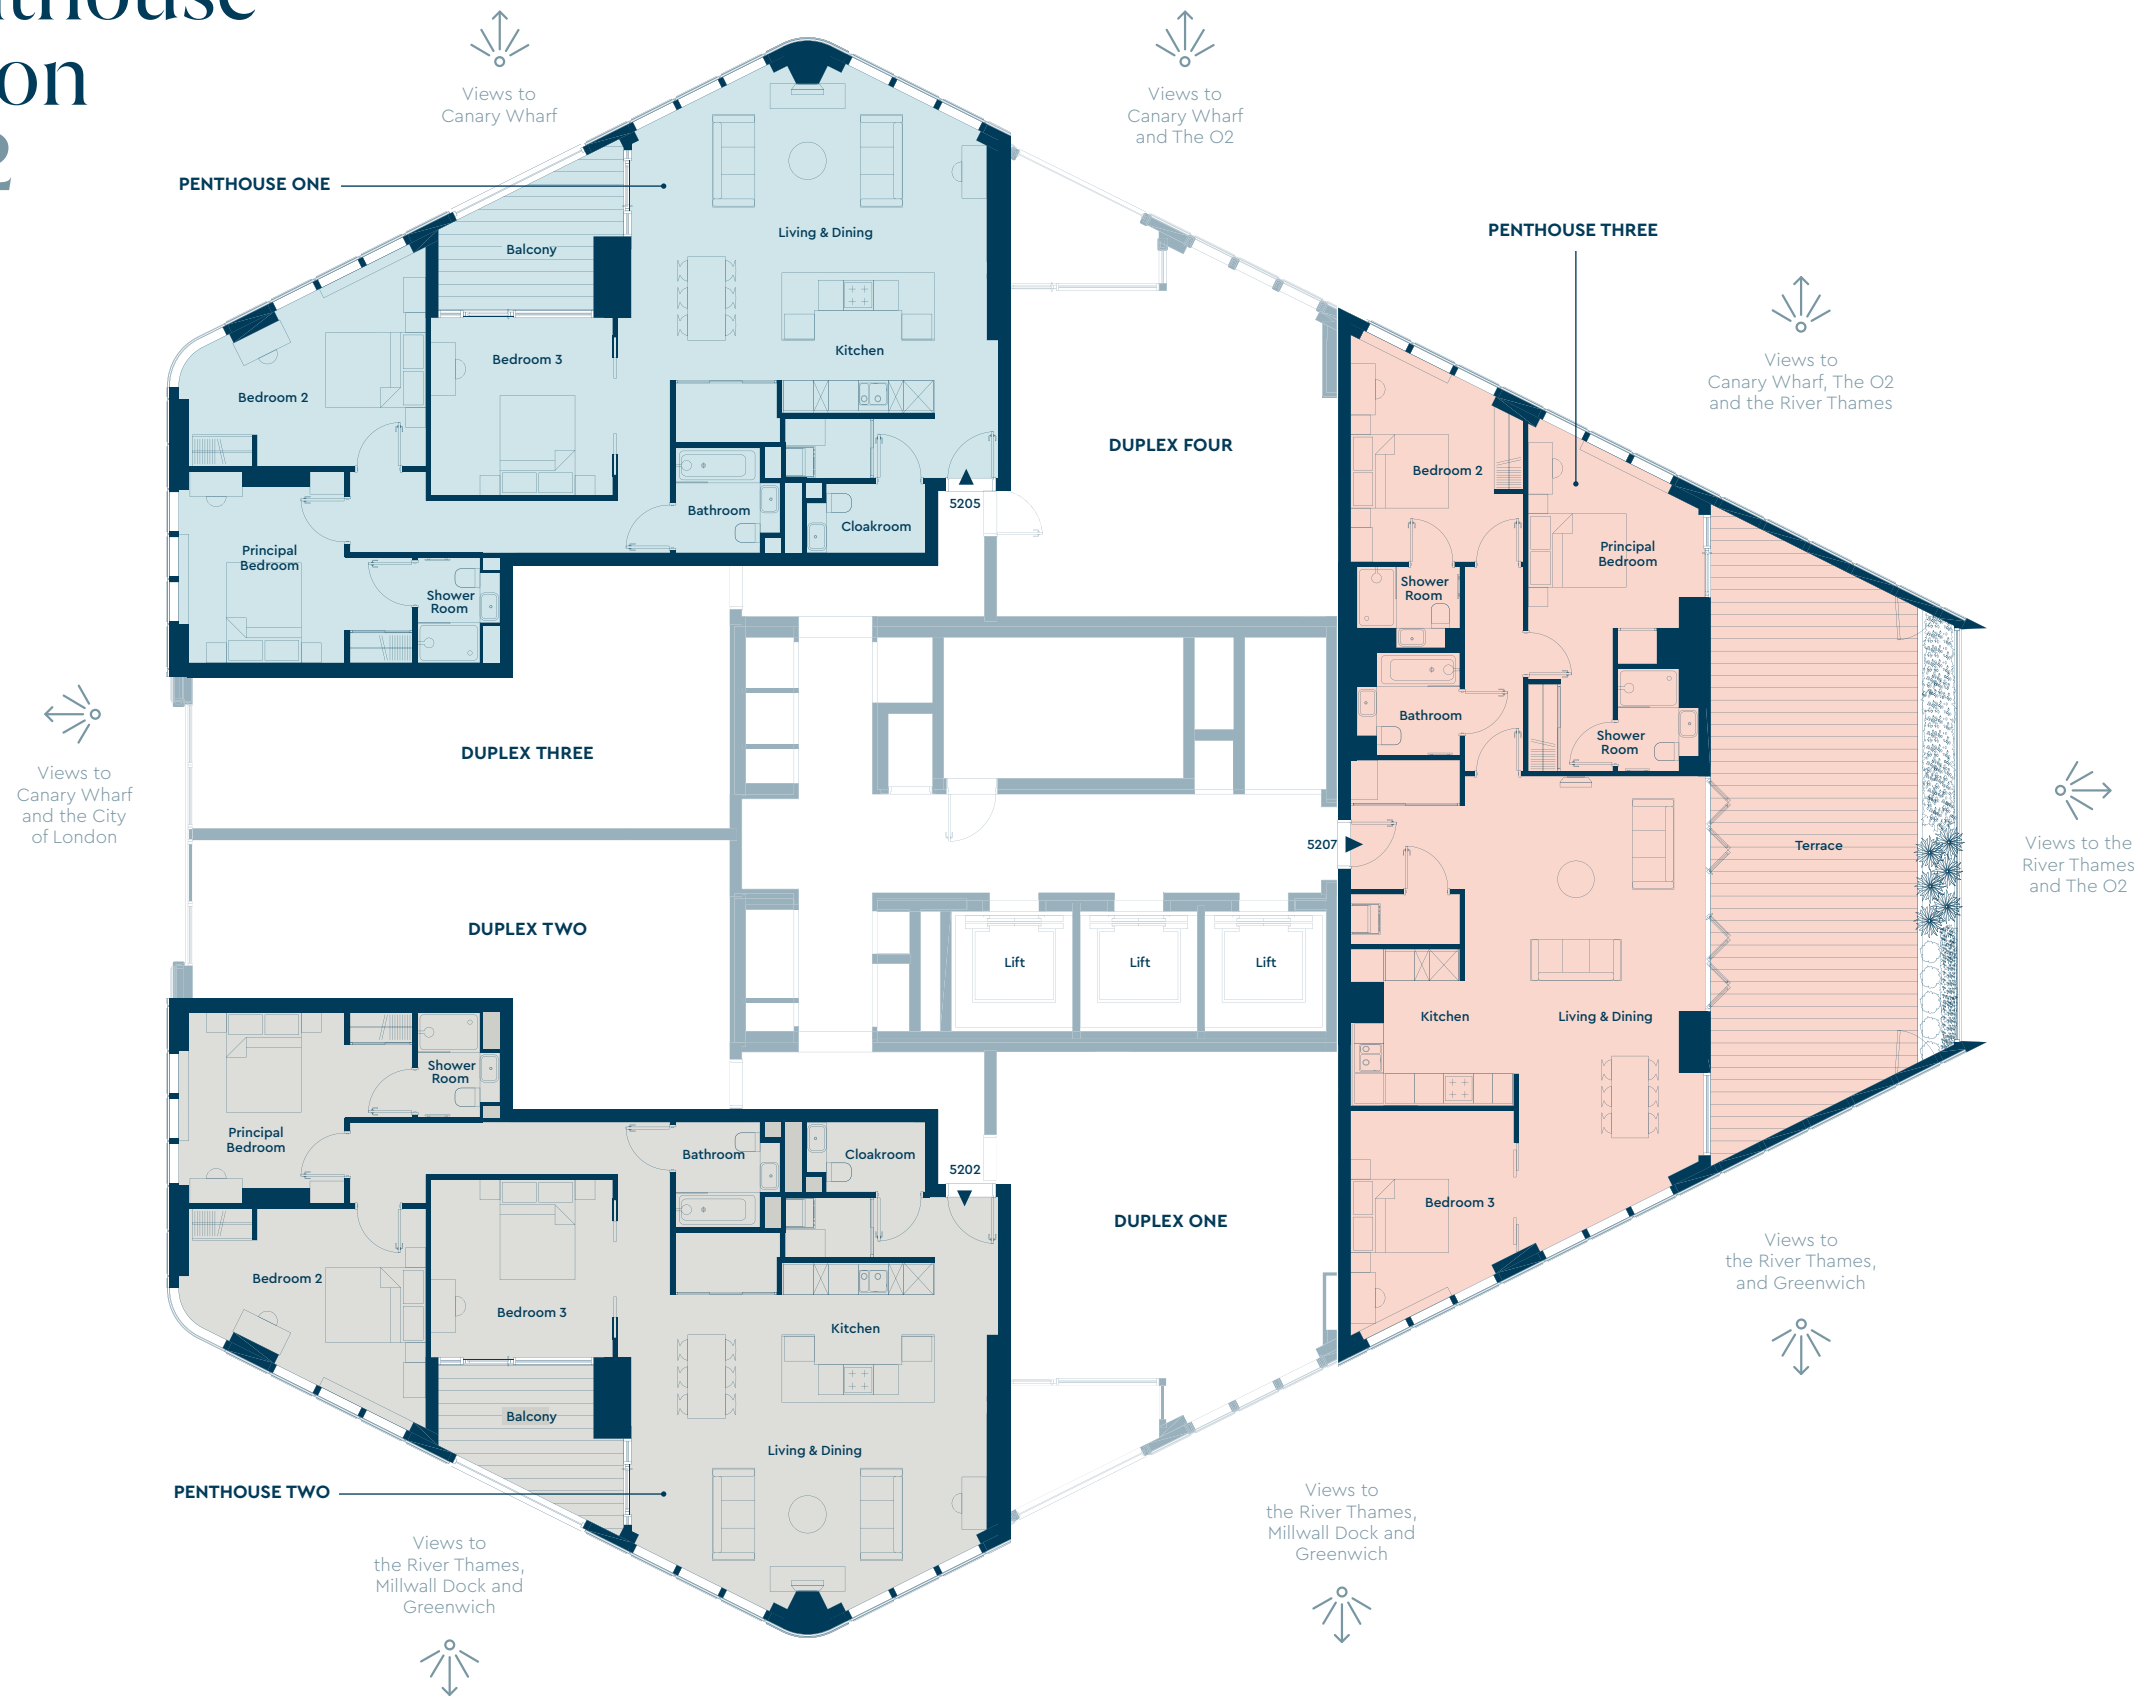 Views to
Canary Wharf
Views to
Canary Wharf
and The O2
PENTHOUSE ONE
Living & Dining
Balcony
Kitchen
Bedroom 3
Bedroom 2
Bathroom
Cloakroom
5205
Principal
Bedroom
Shower
Room
DUPLEX FOUR
PENTHOUSE THREE
Views to
Canary Wharf, The O2
and the River Thames
Bedroom 2
Principal
Bedroom
Shower
Room
Bathroom
Shower
Room
Views to
Canary Wharf
and the City
of London
DUPLEX THREE
DUPLEX TWO
5207
Terrace
Views to the
River Thames
and The O2
Lift
Lift
Lift
Kitchen
Living & Dining
Bedroom 3
Shower
Room
Principal
Bedroom
Bathroom
Cloakroom
5202
DUPLEX ONE
Bedroom 2
Bedroom 3
Kitchen
Balcony
Living & Dining
PENTHOUSE TWO
Views to
the River Thames,
and Greenwich
Views to
the River Thames,
Millwall Dock and
Greenwich
Views to
the River Thames,
Millwall Dock and
Greenwich